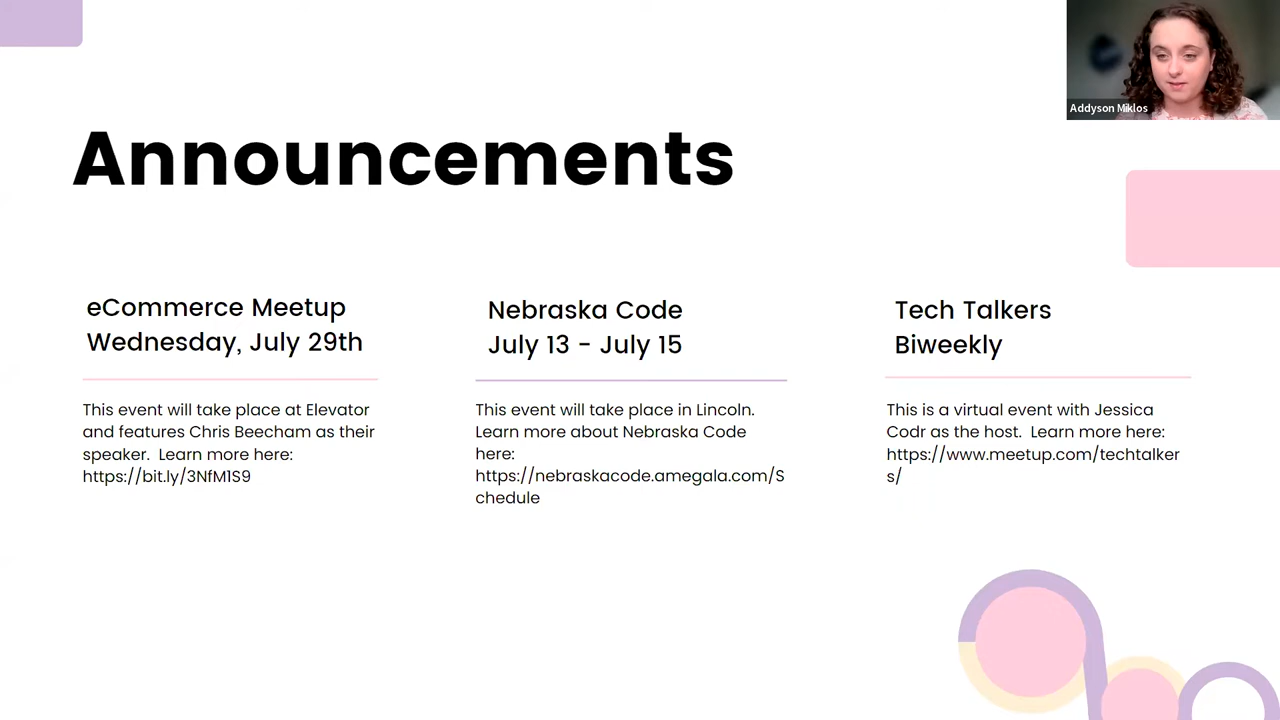 Addyson Miklos
Announcements
eCommerce Meetup
Wednesday, July 29th
This event will take place at Elevator
and features Chris Beecham as their
speaker.  Learn more here:
https://bit.ly/3NfM1S9
Nebraska Code
July 13 - July 15
This event will take place in Lincoln.
Learn more about Nebraska Code
here:
https://nebraskacode.amegala.com/S
chedule
Tech Talkers
Biweekly
This is a virtual event with Jessica
Codr as the host.  Learn more here:
https://www.meetup.com/techtalker
s/